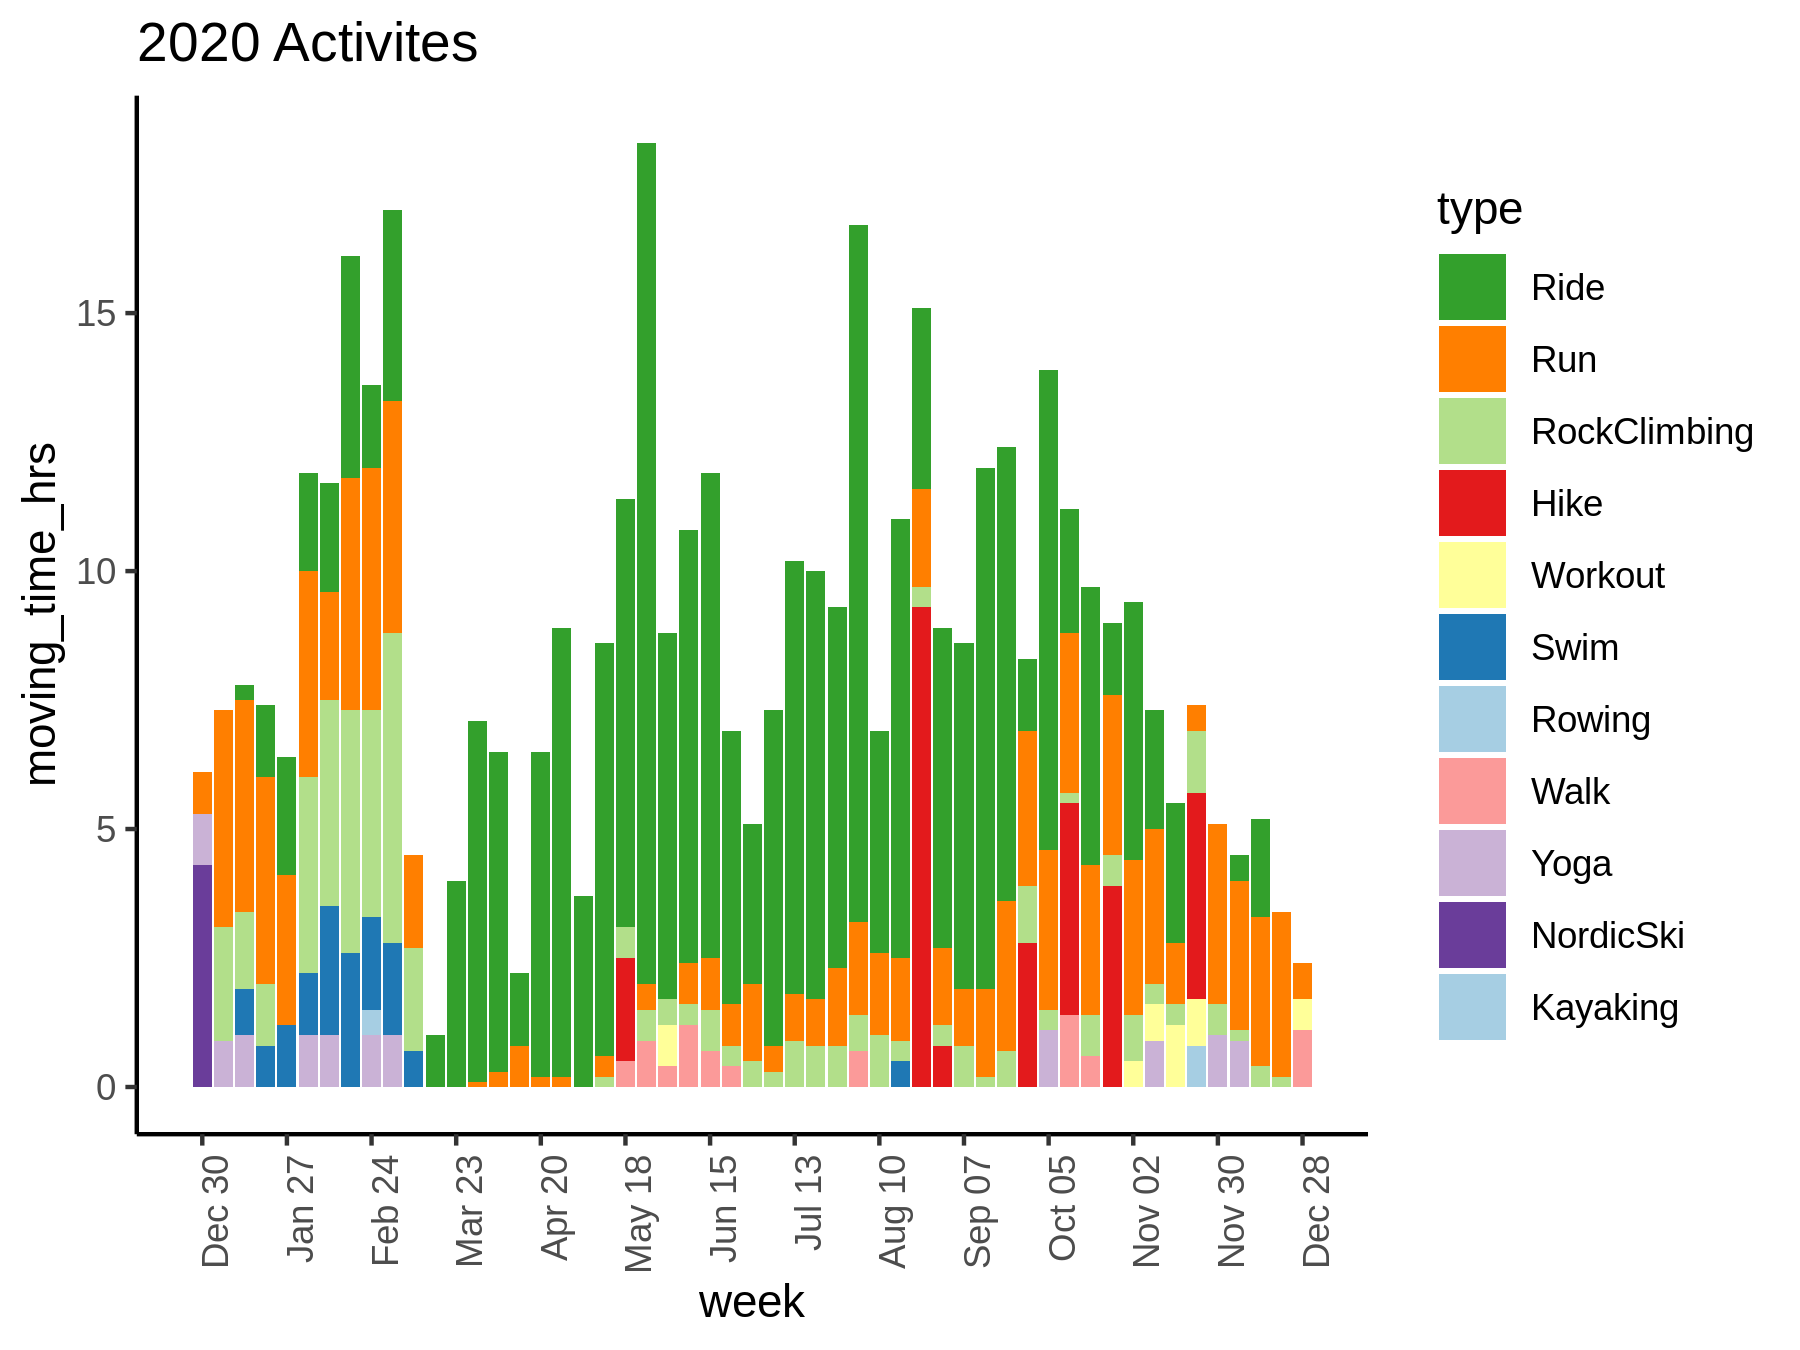 2020 Activites
moving_time_hrs
15
10
5
0
Dec 30
Jan 27
Feb 24
Mar 23
Apr 20
May 18
Jun 15
Jul 13
Aug 10
Sep 07
Oct 05
Nov 02
Nov 30
Dec 28
week
type
Ride
Run
RockClimbing
Hike
Workout
Swim
Rowing
Walk
Yoga
NordicSki
Kayaking